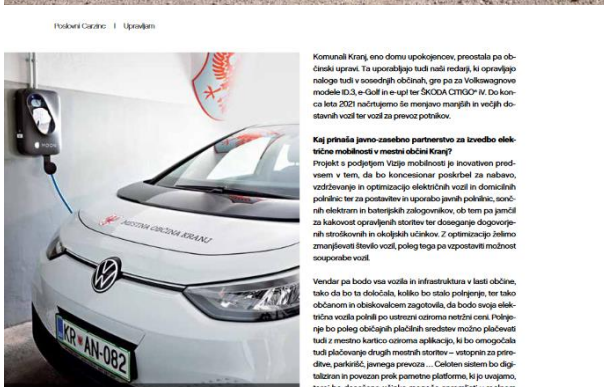 Poslovni Carzinc I Upravljam
Komunali Kranj, eno domu upokojencev, preostala pa ob-
činski upravi. Ta uporabljajo tudi naši redarji, ki opravljajo
naloge tudi v sosednjih občinah, gre pa za Volkswagnove
modele ID.3, e-Golf in e-up! ter ŠKODA CITIGOᵉ iV. Do kon-
ca leta 2021 načrtujemo še menjavo manjših in večjih do-
stavnih vozil ter vozil za prevoz potnikov.
Kaj prinaša javno-zasebno partnerstvo za izvedbo elek-
trične mobilnosti v mestni občini Kranj?
Projekt s podjetjem Vizije mobilnosti je inovativen pred-
vsem v tem, da bo koncesionar poskrbel za nabavo,
vzdrževanje in optimizacijo električnih vozil in domicilnih
polnilnic ter za postavitev in uporabo javnih polnilnic, sonč-
nih elektrarn in baterijskih zalogovnikov, ob tem pa jamčil
za kakovost opravljenih storitev ter doseganje dogovorje-
nih stroškovnih in okoljskih učinkov. Z optimizacijo želimo
zmanjševati število vozil, poleg tega pa vzpostaviti možnost
souporabe vozil.
Vendar pa bodo vsa vozila in infrastruktura v lasti občine,
tako da bo ta določala, koliko bo stalo polnjenje, ter tako
občanom in obiskovalcem zagotovila, da bodo svoja elek-
trična vozila polnili po ustrezni oziroma netržni ceni. Polnje-
nje bo poleg običajnih plačilnih sredstev možno plačevati
tudi z mestno kartico oziroma aplikacijo, ki bo omogočala
tudi plačevanje drugih mestnih storitev – vstopnin za prire-
ditve, parkirišč, javnega prevoza ... Celoten sistem bo digi-
taliziran in povezan prek pametne platforme, ki jo uvajamo,
MESTNA OBČINA KRANJ
KR AN-082